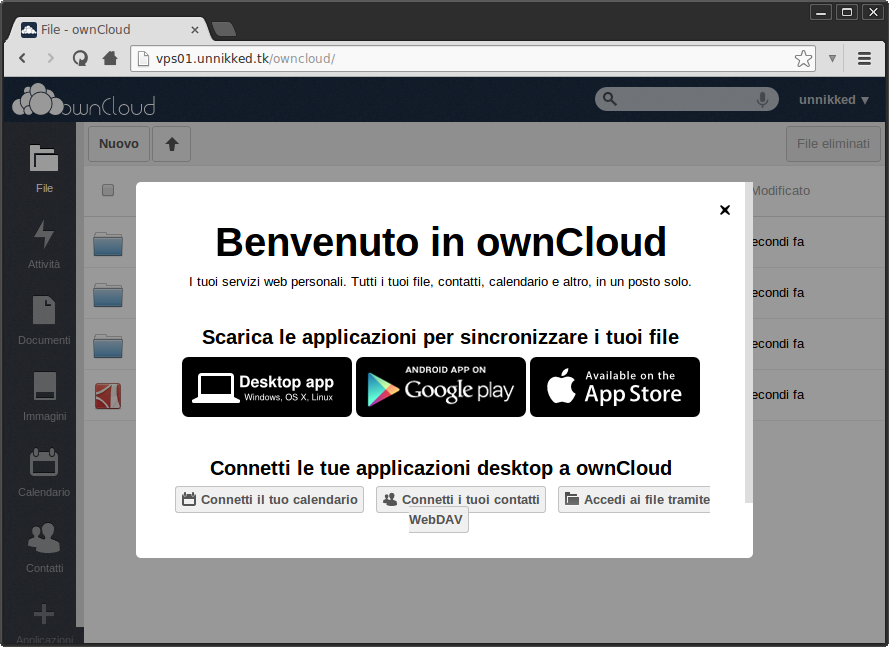 File - ownCloud
vps01.unnikked.tk/owncloud/
ownCloud
unnikked
Nuovo
File eliminati
File
Attività
Documenti
Immagini
Calendario
Contatti
Applicazioni
Modificato
econdi fa
econdi fa
econdi fa
econdi fa
Benvenuto in ownCloud
I tuoi servizi web personali. Tutti i tuoi file, contatti, calendario e altro, in un posto solo.
Scarica le applicazioni per sincronizzare i tuoi file
Desktop app
Windows, OS X, Linux
ANDROID APP ON
Google play
Available on the
App Store
Connetti le tue applicazioni desktop a ownCloud
Connetti il tuo calendario
Connetti i tuoi contatti
Accedi ai file tramite
WebDAV